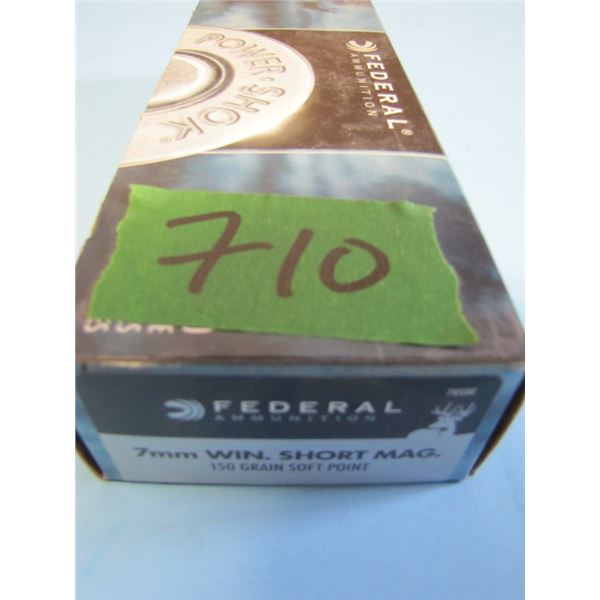 POWER·SHOK®
FEDERAL®
AMMUNITION
710
FEDERAL
AMMUNITION
7mm WIN. SHORT MAG.
150 GRAIN SOFT POINT